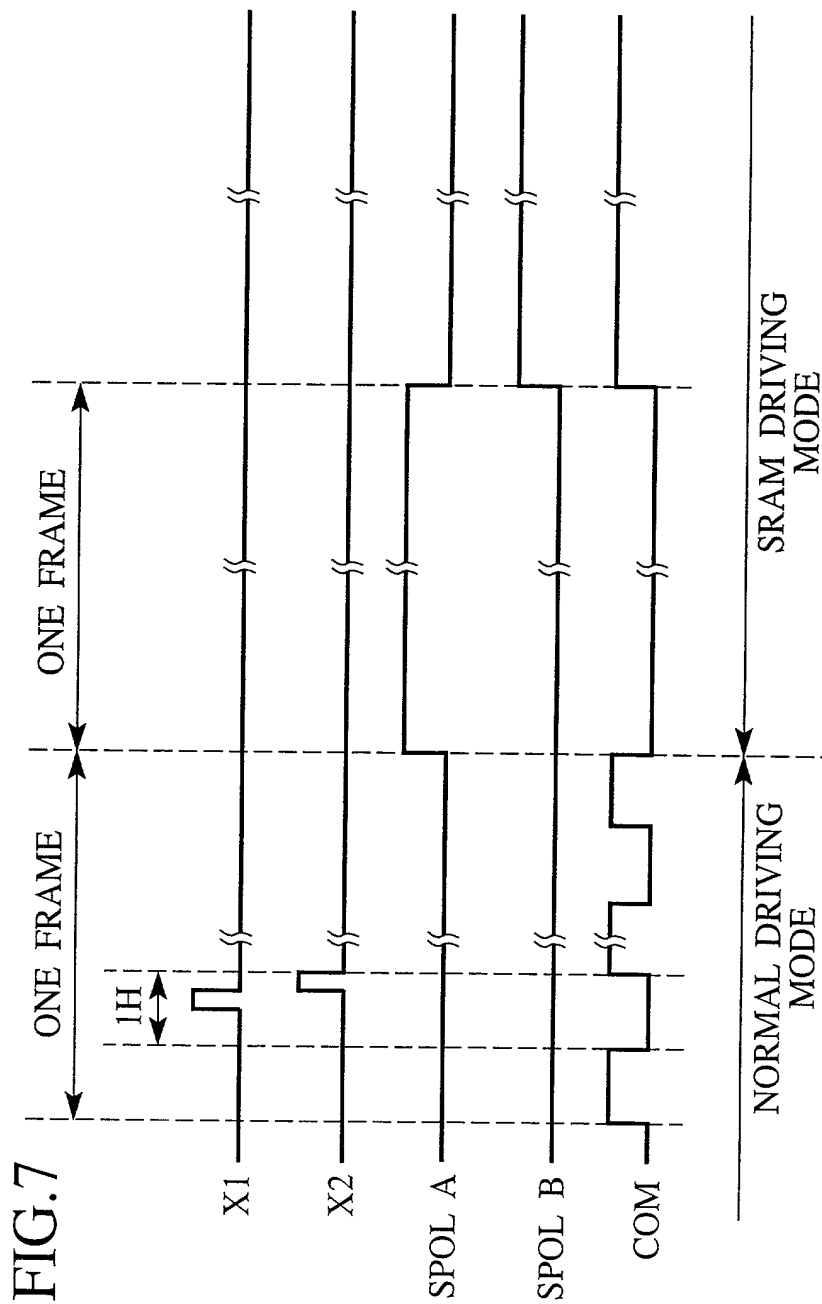 FIG.7
ONE FRAME
ONE FRAME
1H
X1
X2
SPOL A
SPOL B
COM
NORMAL DRIVING
MODE
SRAM DRIVING
MODE